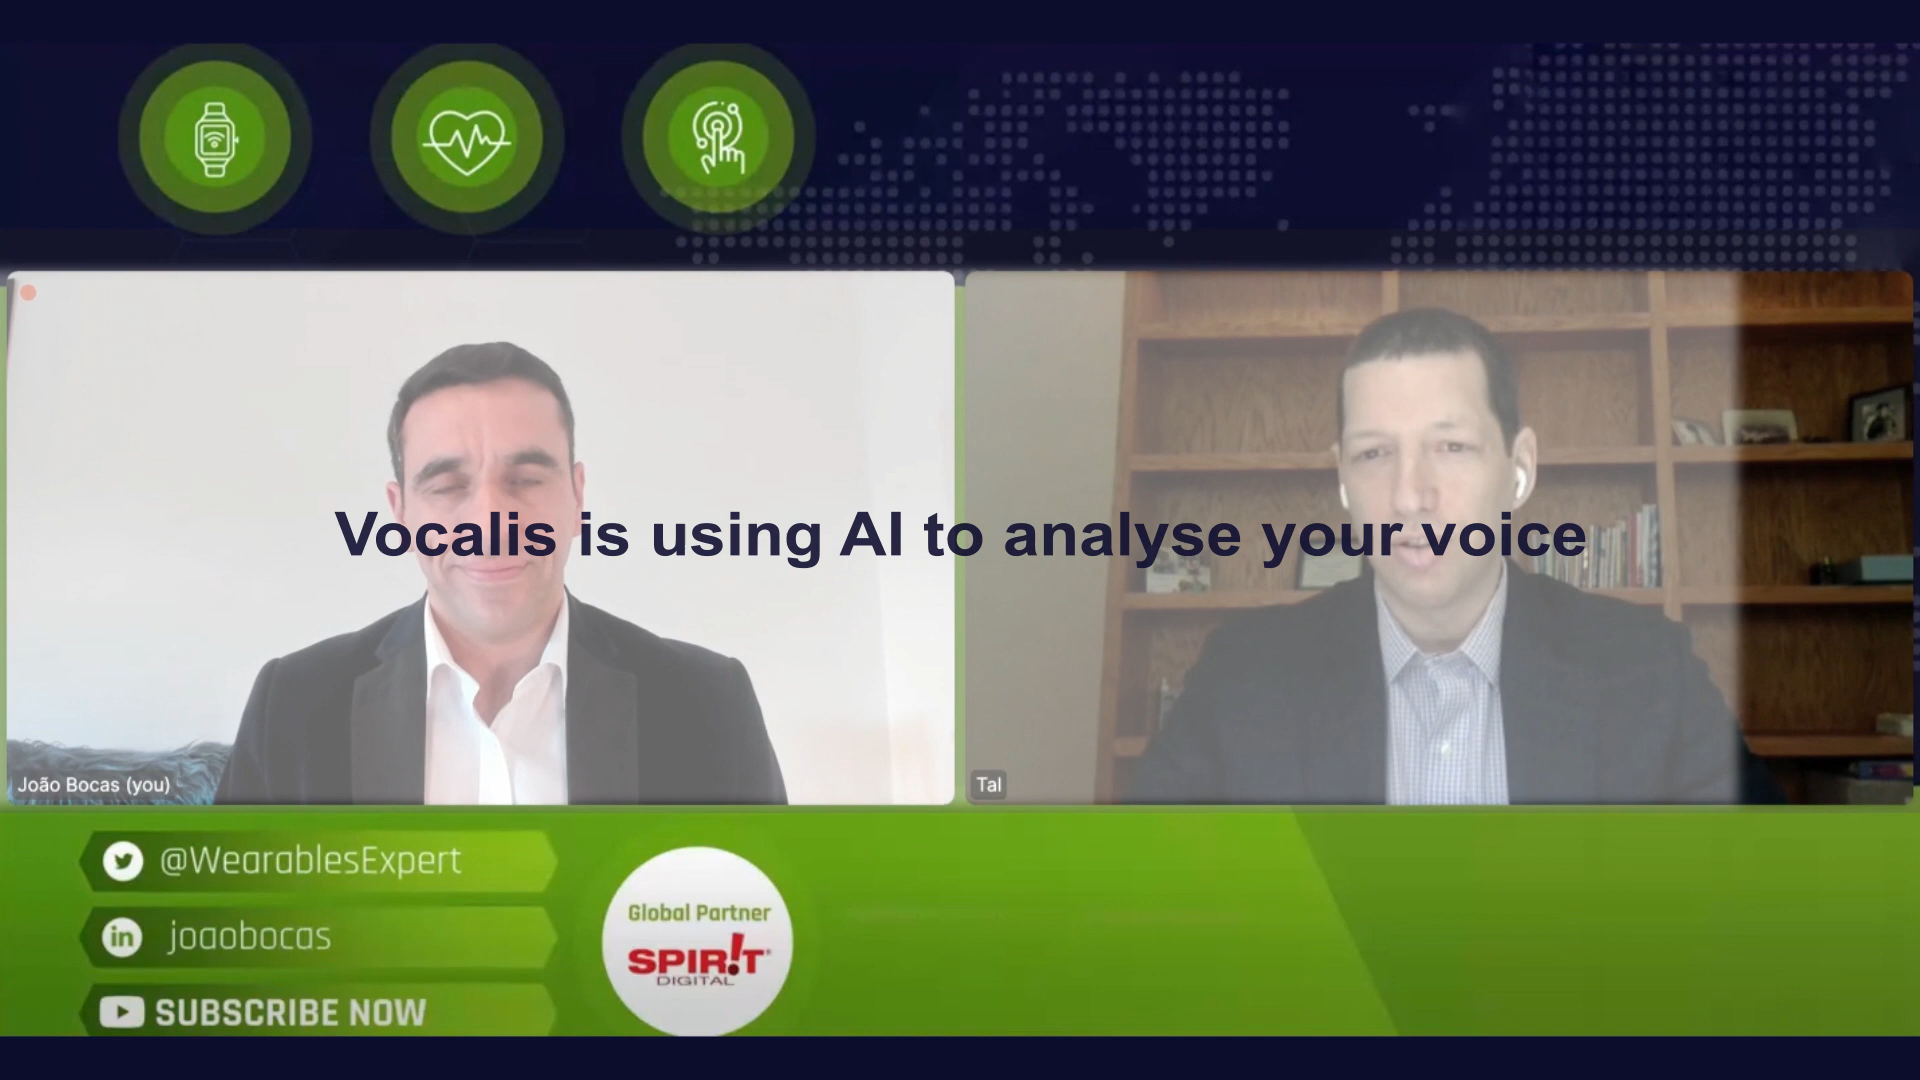 Vocalis is using AI to analyse your voice
João Bocas (you)
Tal
@WearablesExpert
in joaobocas
SUBSCRIBE NOW
Global Partner
SPIR!T®
DIGITAL